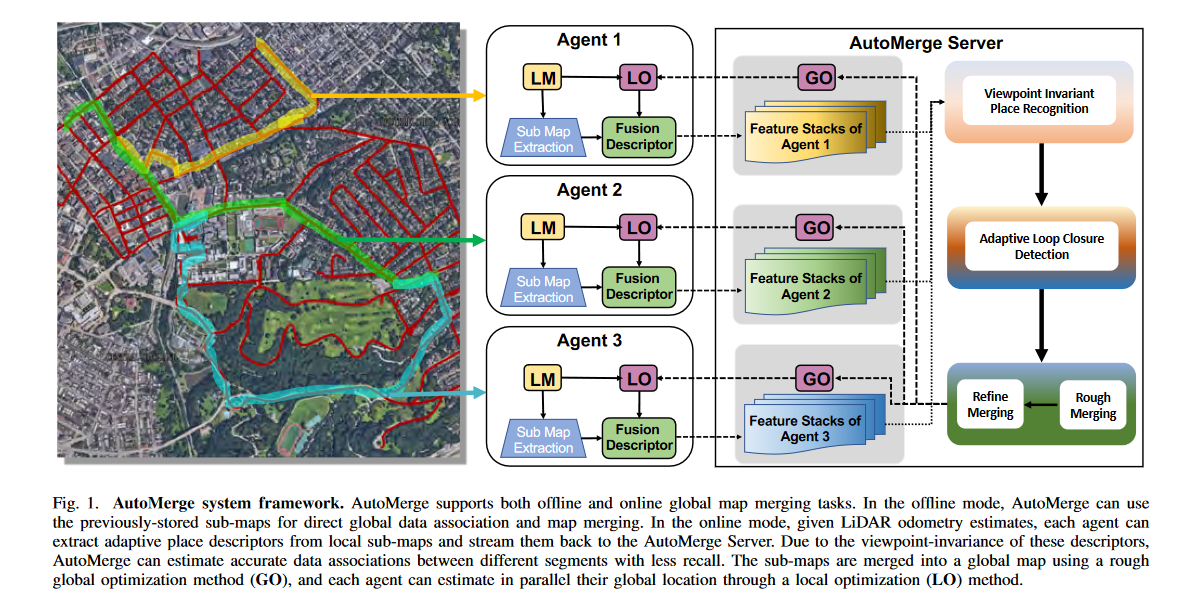 Agent 1
LM
LO
Sub Map
Extraction
Fusion
Descriptor
Agent 2
LM
LO
Sub Map
Extraction
Fusion
Descriptor
Agent 3
LM
LO
Sub Map
Extraction
Fusion
Descriptor
AutoMerge Server
GO
Feature Stacks of
Agent 1
GO
Feature Stacks of
Agent 2
GO
Feature Stacks of
Agent 3
Viewpoint Invariant
Place Recognition
Adaptive Loop Closure
Detection
Refine
Merging
Rough
Merging
Fig. 1. AutoMerge system framework. AutoMerge supports both offline and online global map merging tasks. In the offline mode, AutoMerge can use
the previously-stored sub-maps for direct global data association and map merging. In the online mode, given LiDAR odometry estimates, each agent can
extract adaptive place descriptors from local sub-maps and stream them back to the AutoMerge Server. Due to the viewpoint-invariance of these descriptors,
AutoMerge can estimate accurate data associations between different segments with less recall. The sub-maps are merged into a global map using a rough
global optimization method (GO), and each agent can estimate in parallel their global location through a local optimization (LO) method.